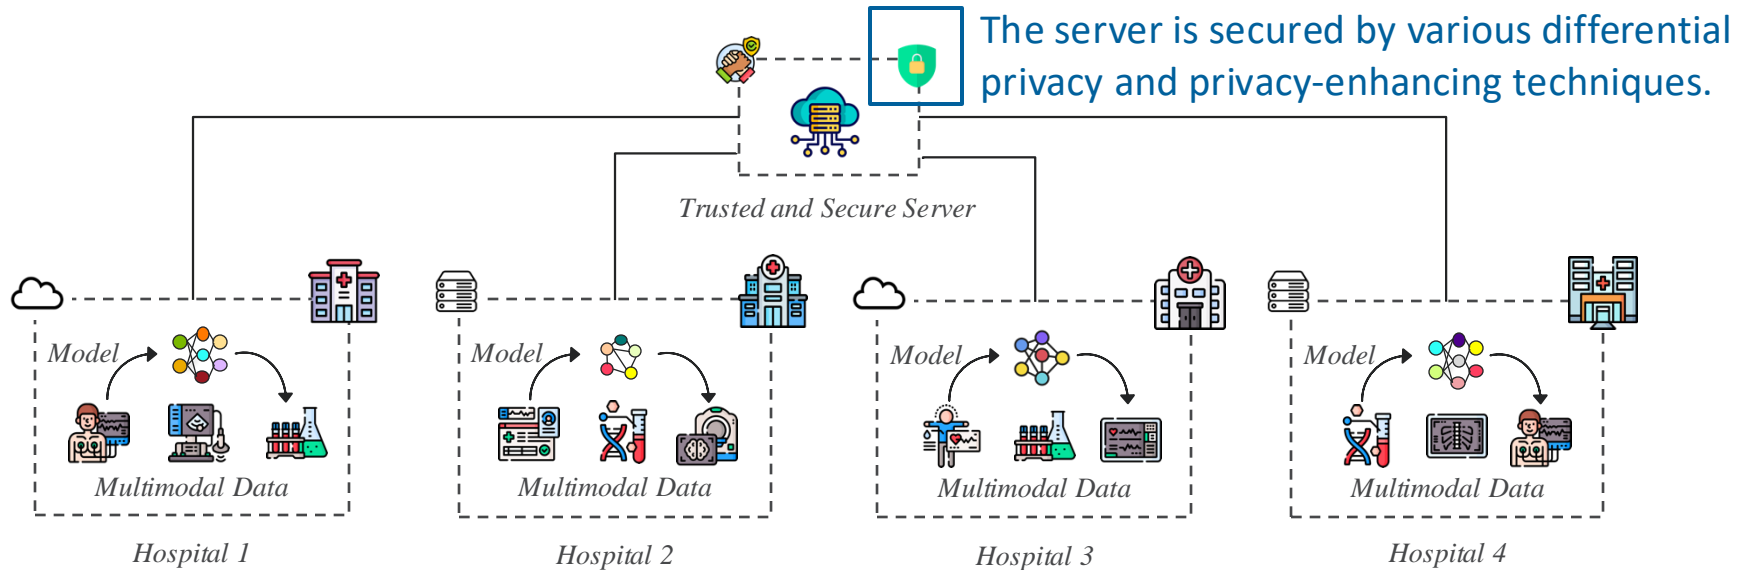 The server is secured by various differential
privacy and privacy-enhancing techniques.
Trusted and Secure Server
Model
Multimodal Data
Hospital 1
Model
Multimodal Data
Hospital 2
Model
Multimodal Data
Hospital 3
Model
Multimodal Data
Hospital 4